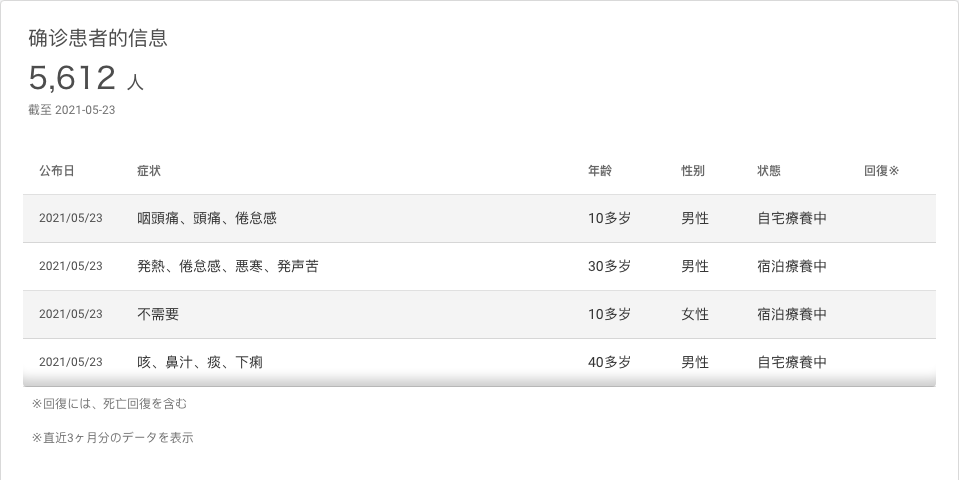 确诊患者的信息
5,612 人
截至 2021-05-23
公布日 症状 年齢 性別 状態 回復※
2021/05/23 咽頭痛、頭痛、倦怠感 10多岁 男性 自宅療養中
2021/05/23 発熱、倦怠感、悪寒、発声苦 30多岁 男性 宿泊療養中
2021/05/23 不需要 10多岁 女性 宿泊療養中
2021/05/23 咳、鼻汁、痰、下痢 40多岁 男性 自宅療養中
※回復には、死亡回復を含む
※直近3ヶ月分のデータを表示